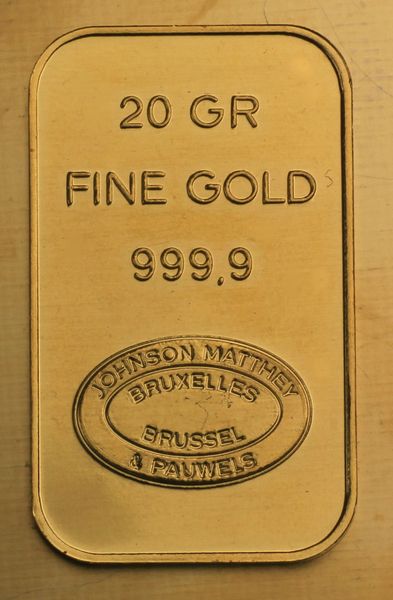 20 GR
FINE GOLD
999,9
JOHNSON MATTHEY
BRUXELLES
BRUSSEL
& PAUWELS